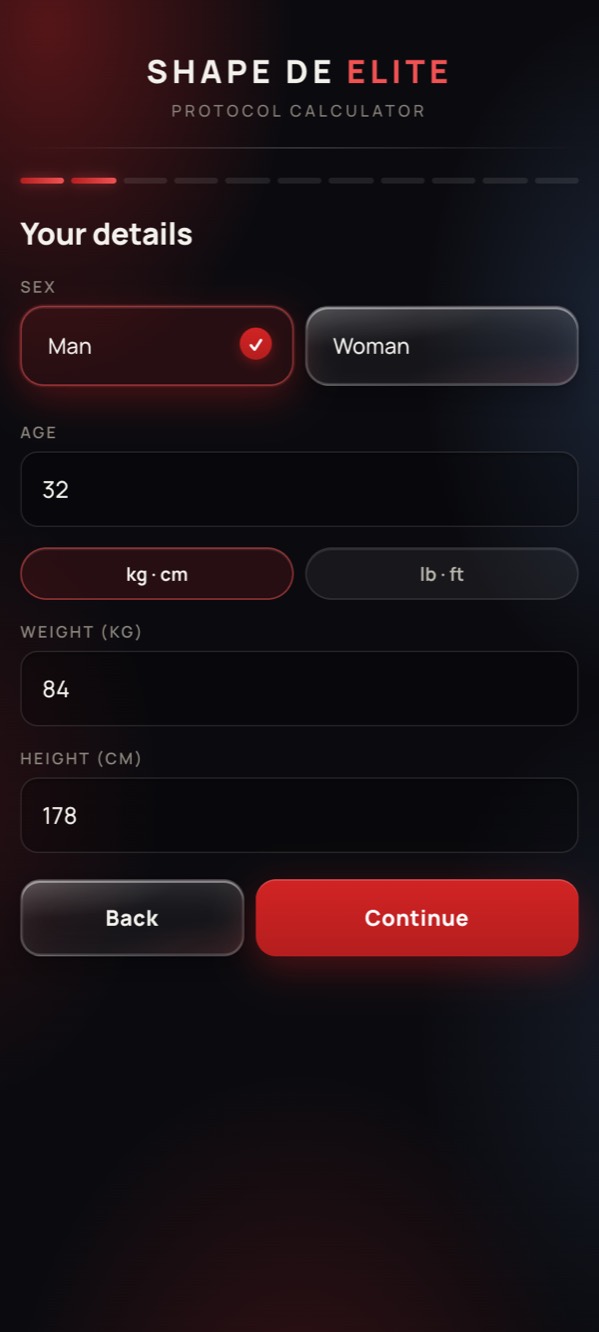 SHAPE DE ELITE
PROTOCOL CALCULATOR
Your details
SEX
Man
Woman
AGE
32
kg · cm
lb · ft
WEIGHT (KG)
84
HEIGHT (CM)
178
Back
Continue